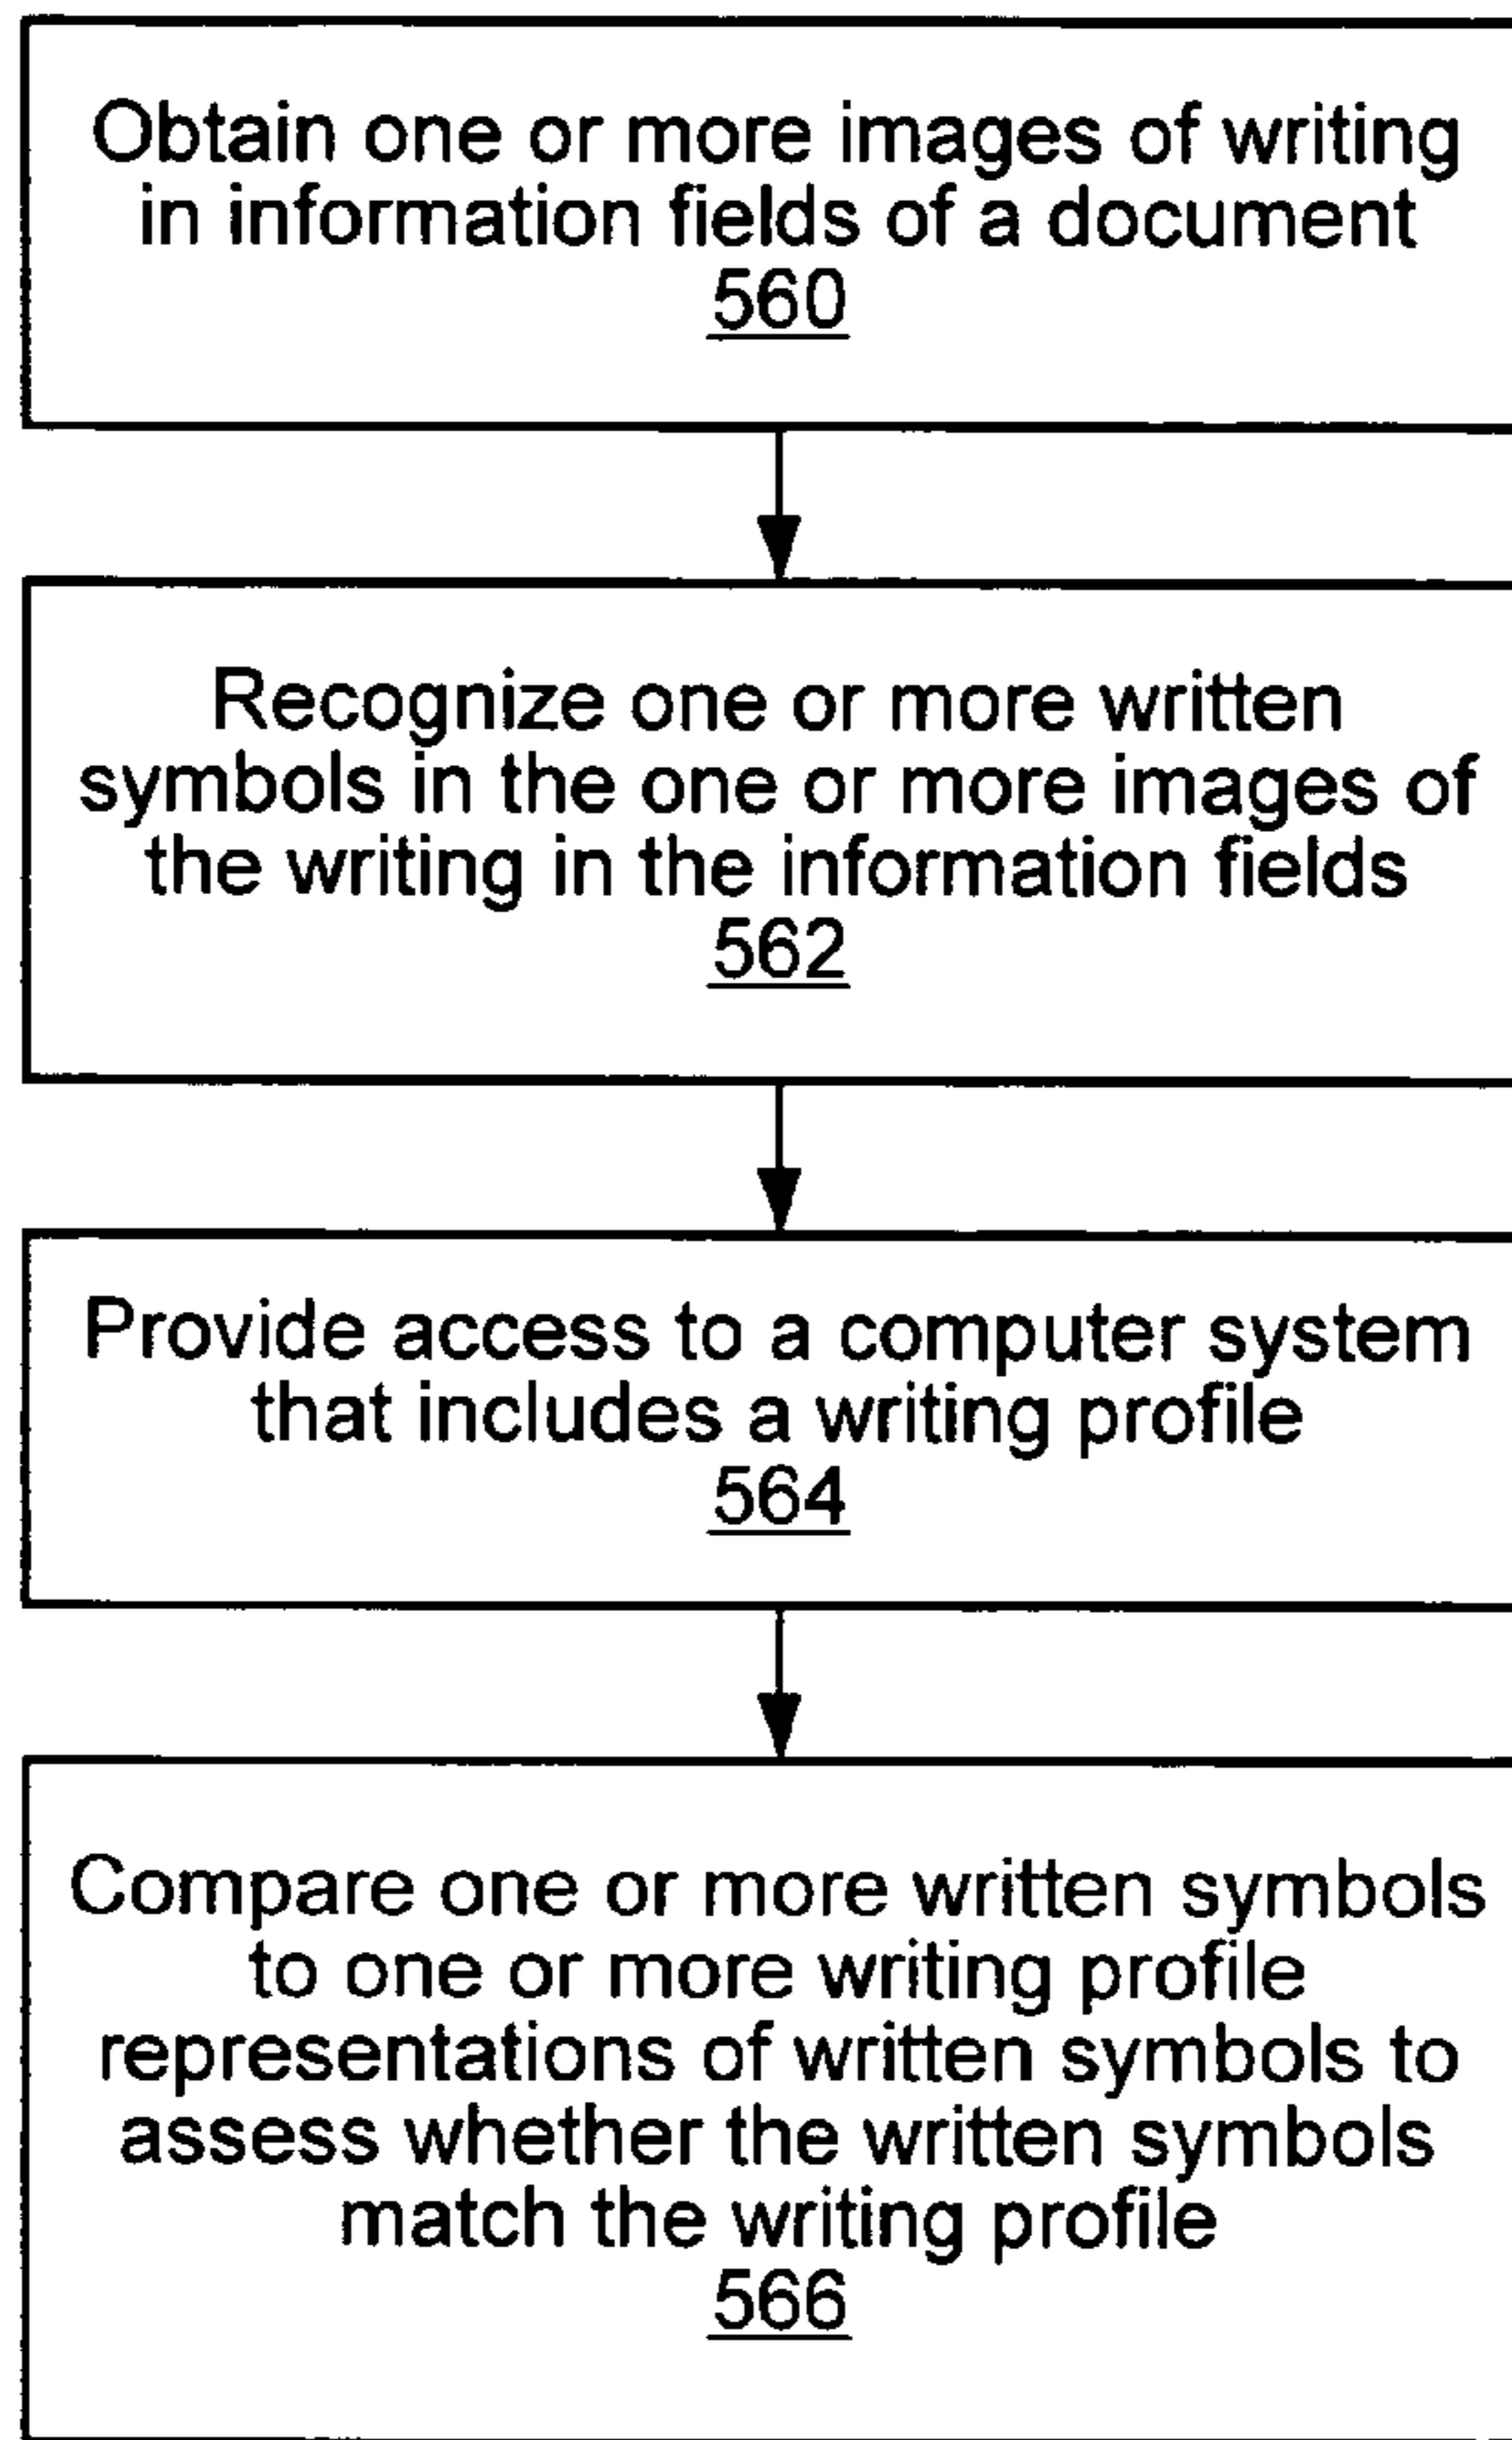 Obtain one or more images of writing
in information fields of a document
560
Recognize one or more written
symbols in the one or more images of
the writing in the information fields
562
Provide access to a computer system
that includes a writing profile
564
Compare one or more written symbols
to one or more writing profile
representations of written symbols to
assess whether the written symbols
match the writing profile
566